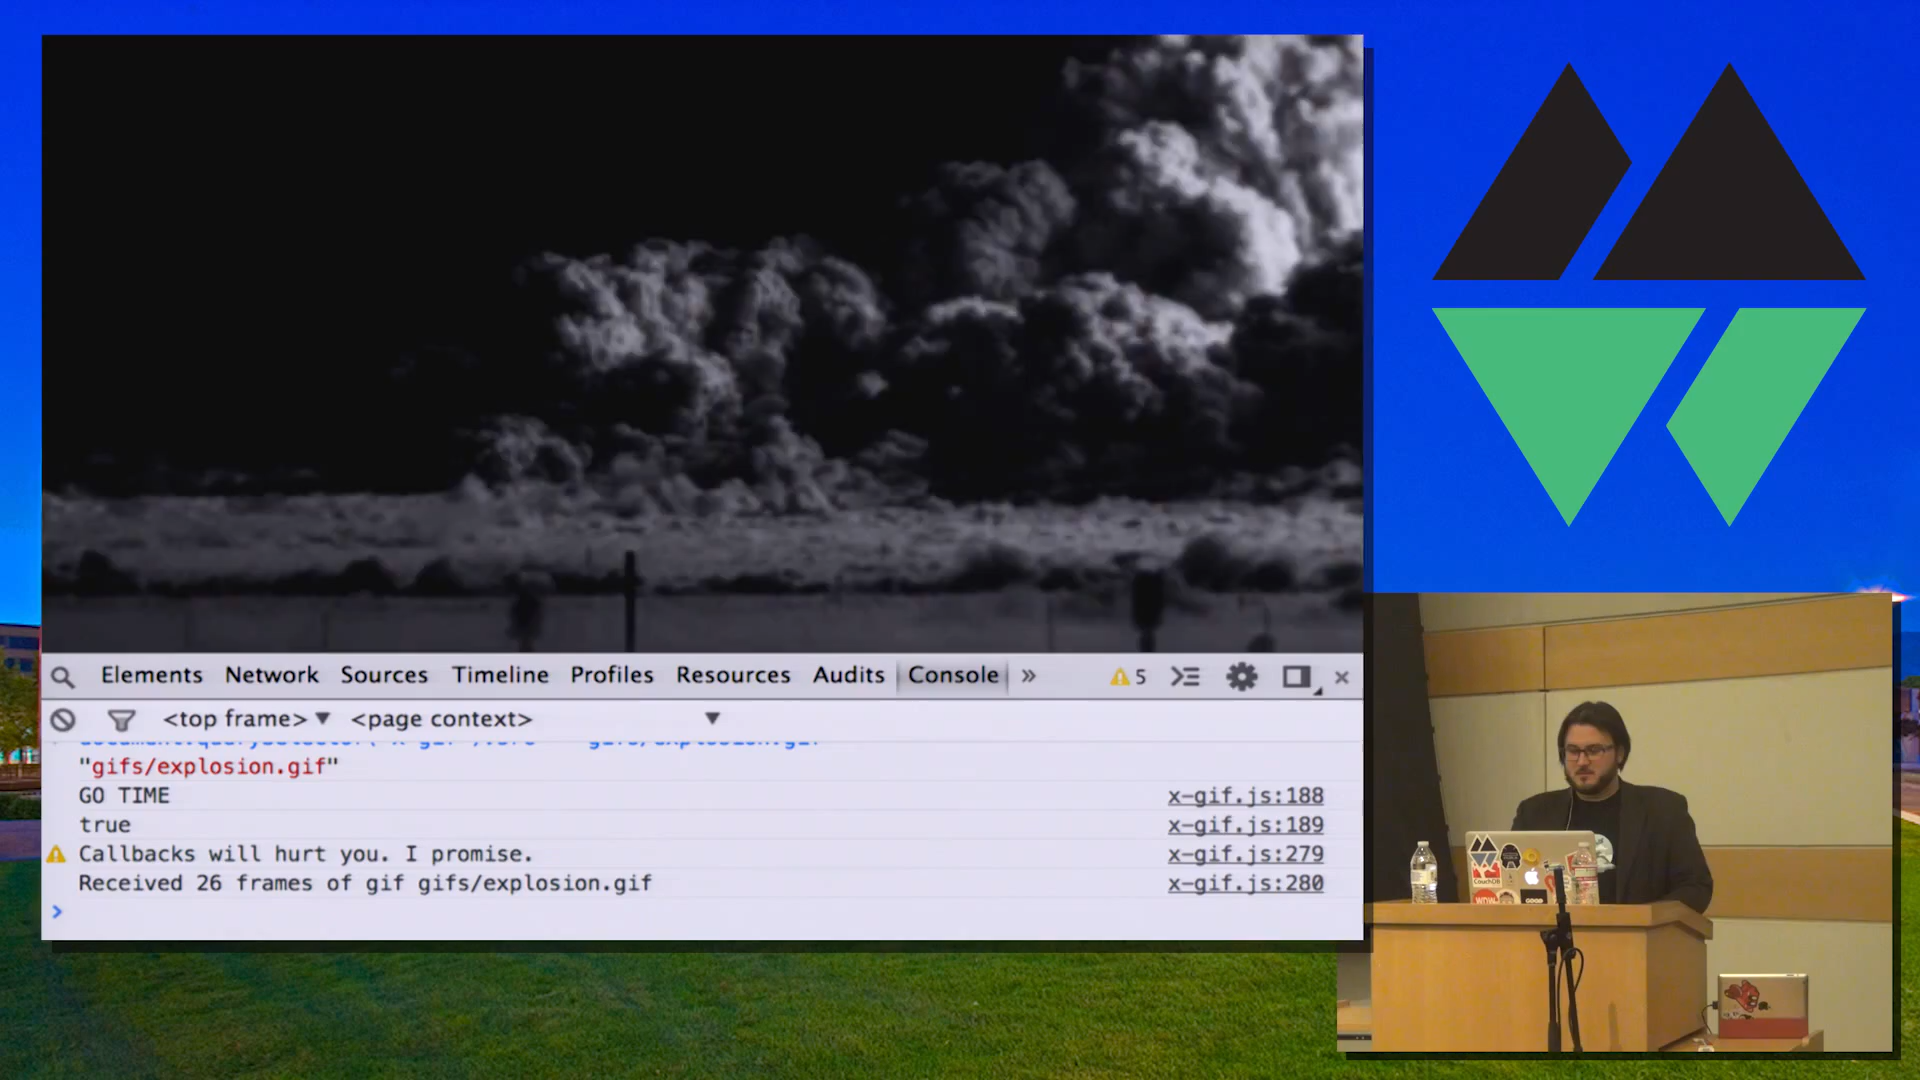 Elements Network Sources Timeline Profiles Resources Audits Console » 5
<top frame> ▼ <page context> ▼
"gifs/explosion.gif"
GO TIME x-gif.js:188
true x-gif.js:189
Callbacks will hurt you. I promise. x-gif.js:279
Received 26 frames of gif gifs/explosion.gif x-gif.js:280
>
CouchDB
WDW